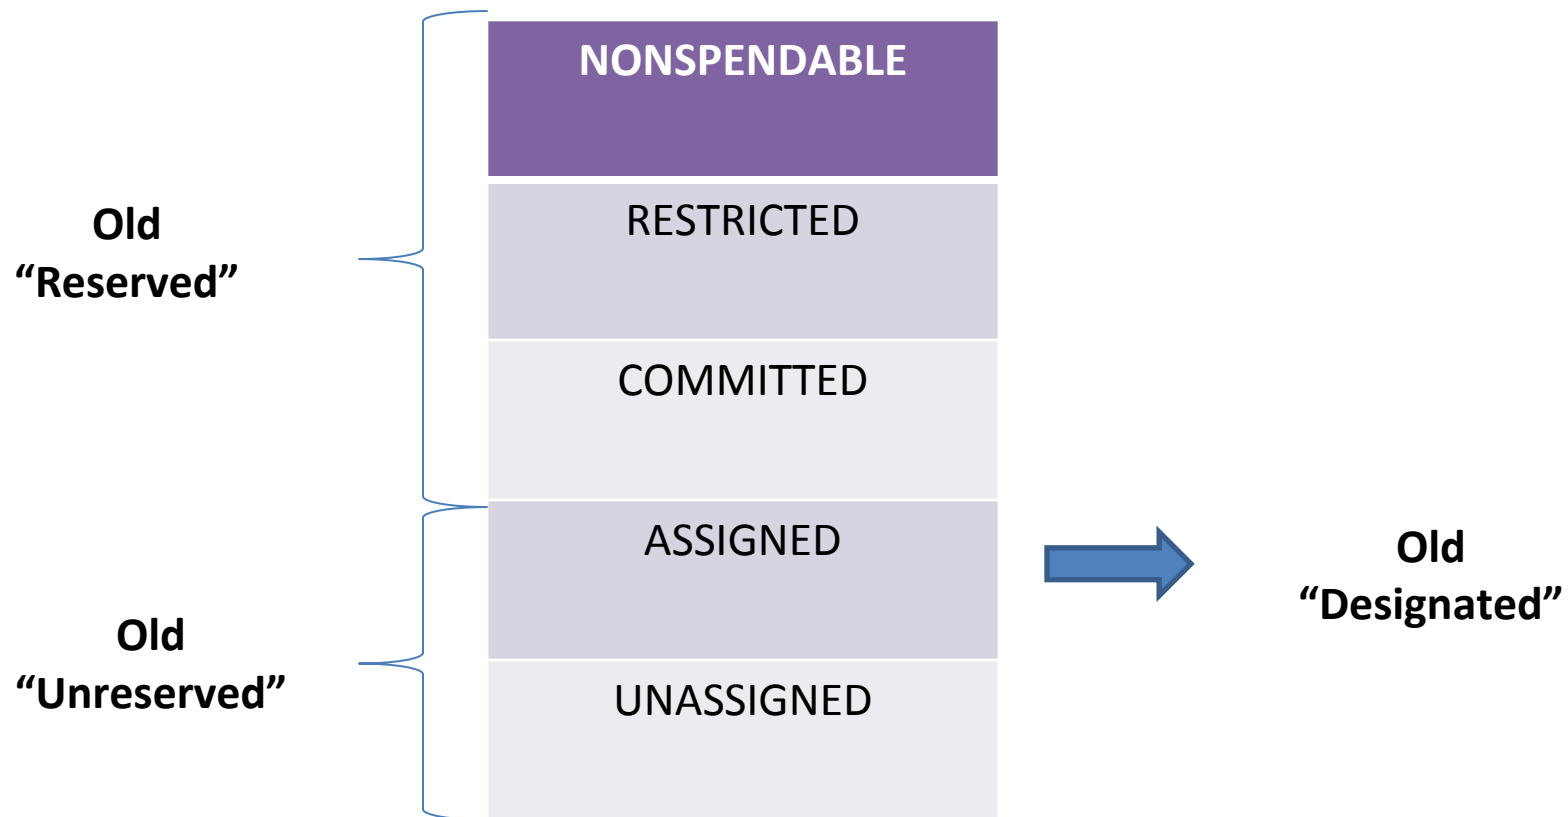 NONSPENDABLE
Old
“Reserved”
RESTRICTED
COMMITTED
ASSIGNED
Old
“Designated”
Old
“Unreserved”
UNASSIGNED